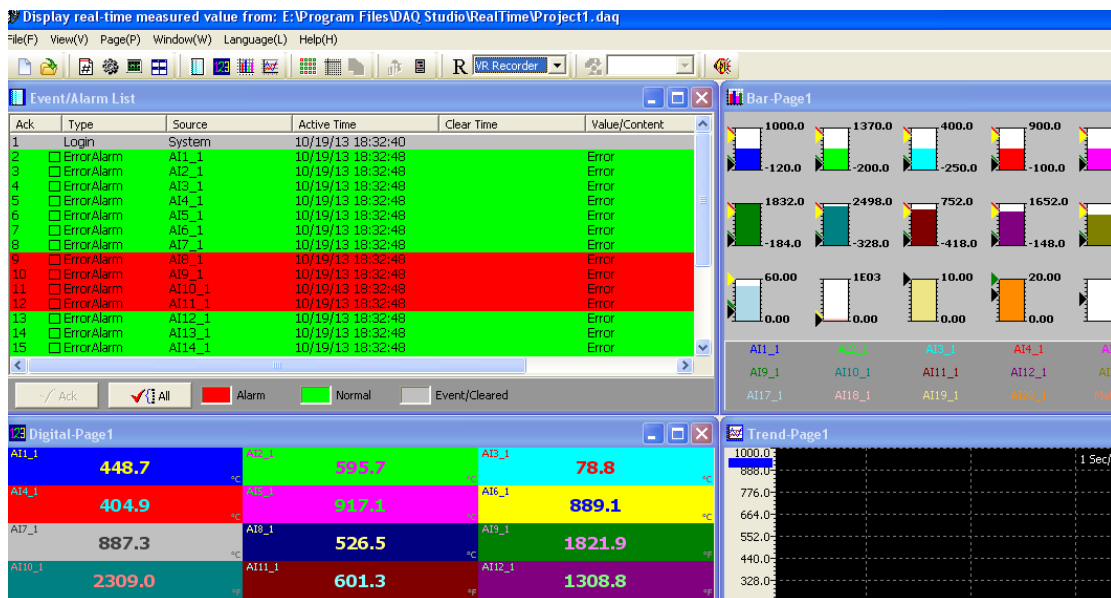 Display real-time measured value from: E:\Program Files\DAQ Studio\RealTime\Project1.daq
File(F) View(V) Page(P) Window(W) Language(L) Help(H)
R VR Recorder
Event/Alarm List
Ack Type Source Active Time Clear Time Value/Content
1 Login System 10/19/13 18:32:40
2 ErrorAlarm AI1_1 10/19/13 18:32:48 Error
3 ErrorAlarm AI2_1 10/19/13 18:32:48 Error
4 ErrorAlarm AI3_1 10/19/13 18:32:48 Error
5 ErrorAlarm AI4_1 10/19/13 18:32:48 Error
6 ErrorAlarm AI5_1 10/19/13 18:32:48 Error
7 ErrorAlarm AI6_1 10/19/13 18:32:48 Error
8 ErrorAlarm AI7_1 10/19/13 18:32:48 Error
9 ErrorAlarm AI8_1 10/19/13 18:32:48 Error
10 ErrorAlarm AI9_1 10/19/13 18:32:48 Error
11 ErrorAlarm AI10_1 10/19/13 18:32:48 Error
12 ErrorAlarm AI11_1 10/19/13 18:32:48 Error
13 ErrorAlarm AI12_1 10/19/13 18:32:48 Error
14 ErrorAlarm AI13_1 10/19/13 18:32:48 Error
15 ErrorAlarm AI14_1 10/19/13 18:32:48 Error
Ack All Alarm Normal Event/Cleared
Bar-Page1
1000.0 1370.0 400.0 900.0
-120.0 -200.0 -250.0 -100.0
1832.0 2498.0 752.0 1652.0
-184.0 -328.0 -418.0 -148.0
60.00 1E03 10.00 20.00
0.00 0.00 0.00 0.00
AI1_1 AI2_1 AI3_1 AI4_1
AI9_1 AI10_1 AI11_1 AI12_1
AI17_1 AI18_1 AI19_1
Digital-Page1
AI1_1 AI2_1 AI3_1
448.7 °C 595.7 °C 78.8 °C
AI4_1 AI5_1 AI6_1
404.9 °C 917.1 °C 889.1 °C
AI7_1 AI8_1 AI9_1
887.3 °C 526.5 °C 1821.9 °F
AI10_1 AI11_1 AI12_1
2309.0 °F 601.3 °F 1308.8 °F
Trend-Page1
1000.0
1 Sec/
888.0
776.0
664.0
552.0
440.0
328.0